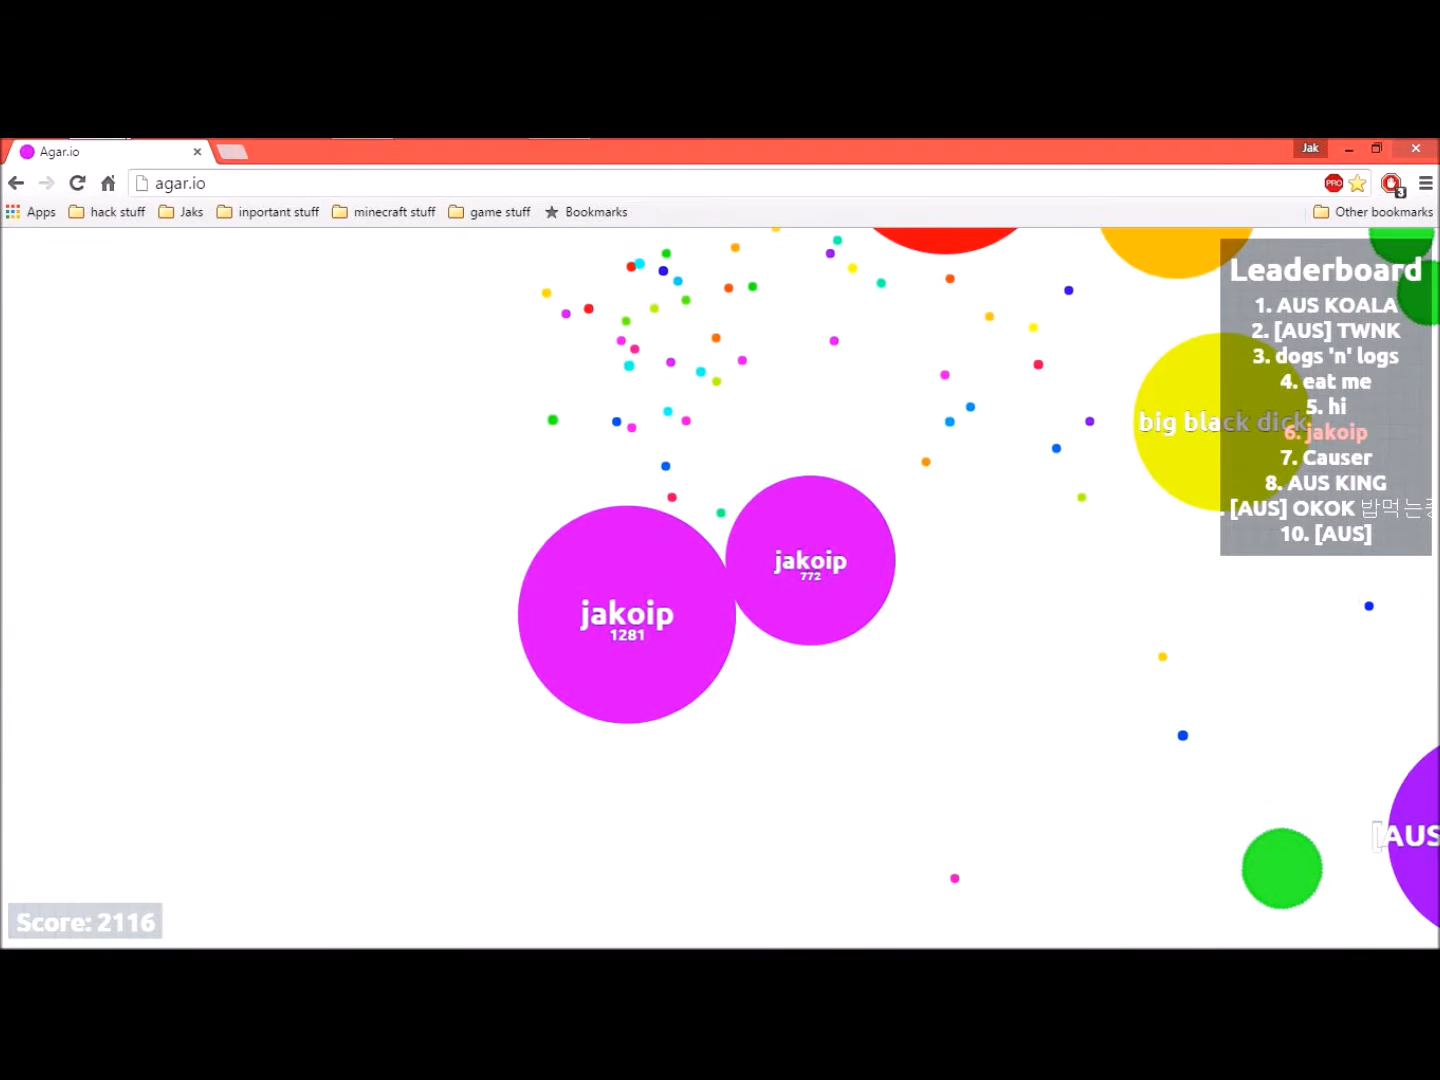 Agar.io
Jak
agar.io
PRO
3
Apps hack stuff Jaks inportant stuff minecraft stuff game stuff Bookmarks Other bookmarks
Leaderboard
1. AUS KOALA
2. [AUS] TWNK
3. dogs 'n' logs
4. eat me
5. hi
6. jakoip
7. Causer
8. AUS KING
. [AUS] OKOK 밥먹는
10. [AUS]
big black dick
jakoip
772
jakoip
1281
[AUS
Score: 2116